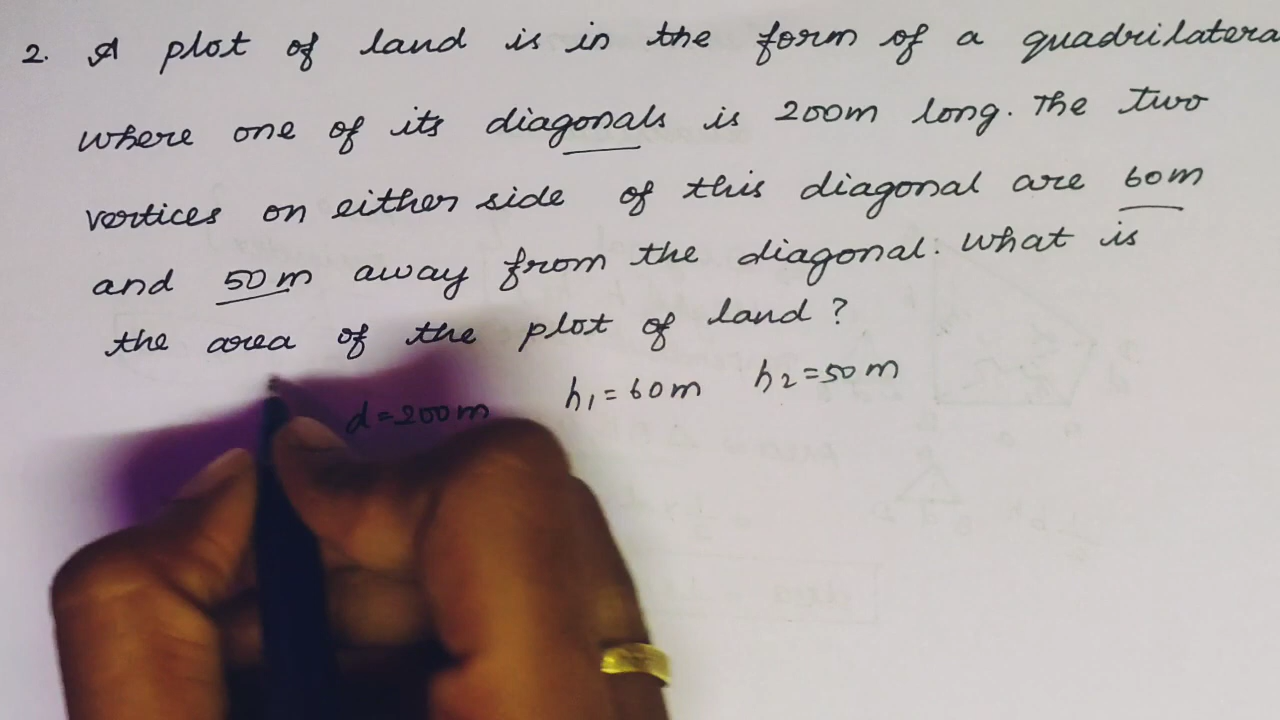 2. A plot of land is in the form of a quadrilatera
where one of its diagonals is 200m long. The two
vertices on either side of this diagonal are 60m
and 50m away from the diagonal. What is
the area of the plot of land?
d=200m h₁=60m h₂=50m